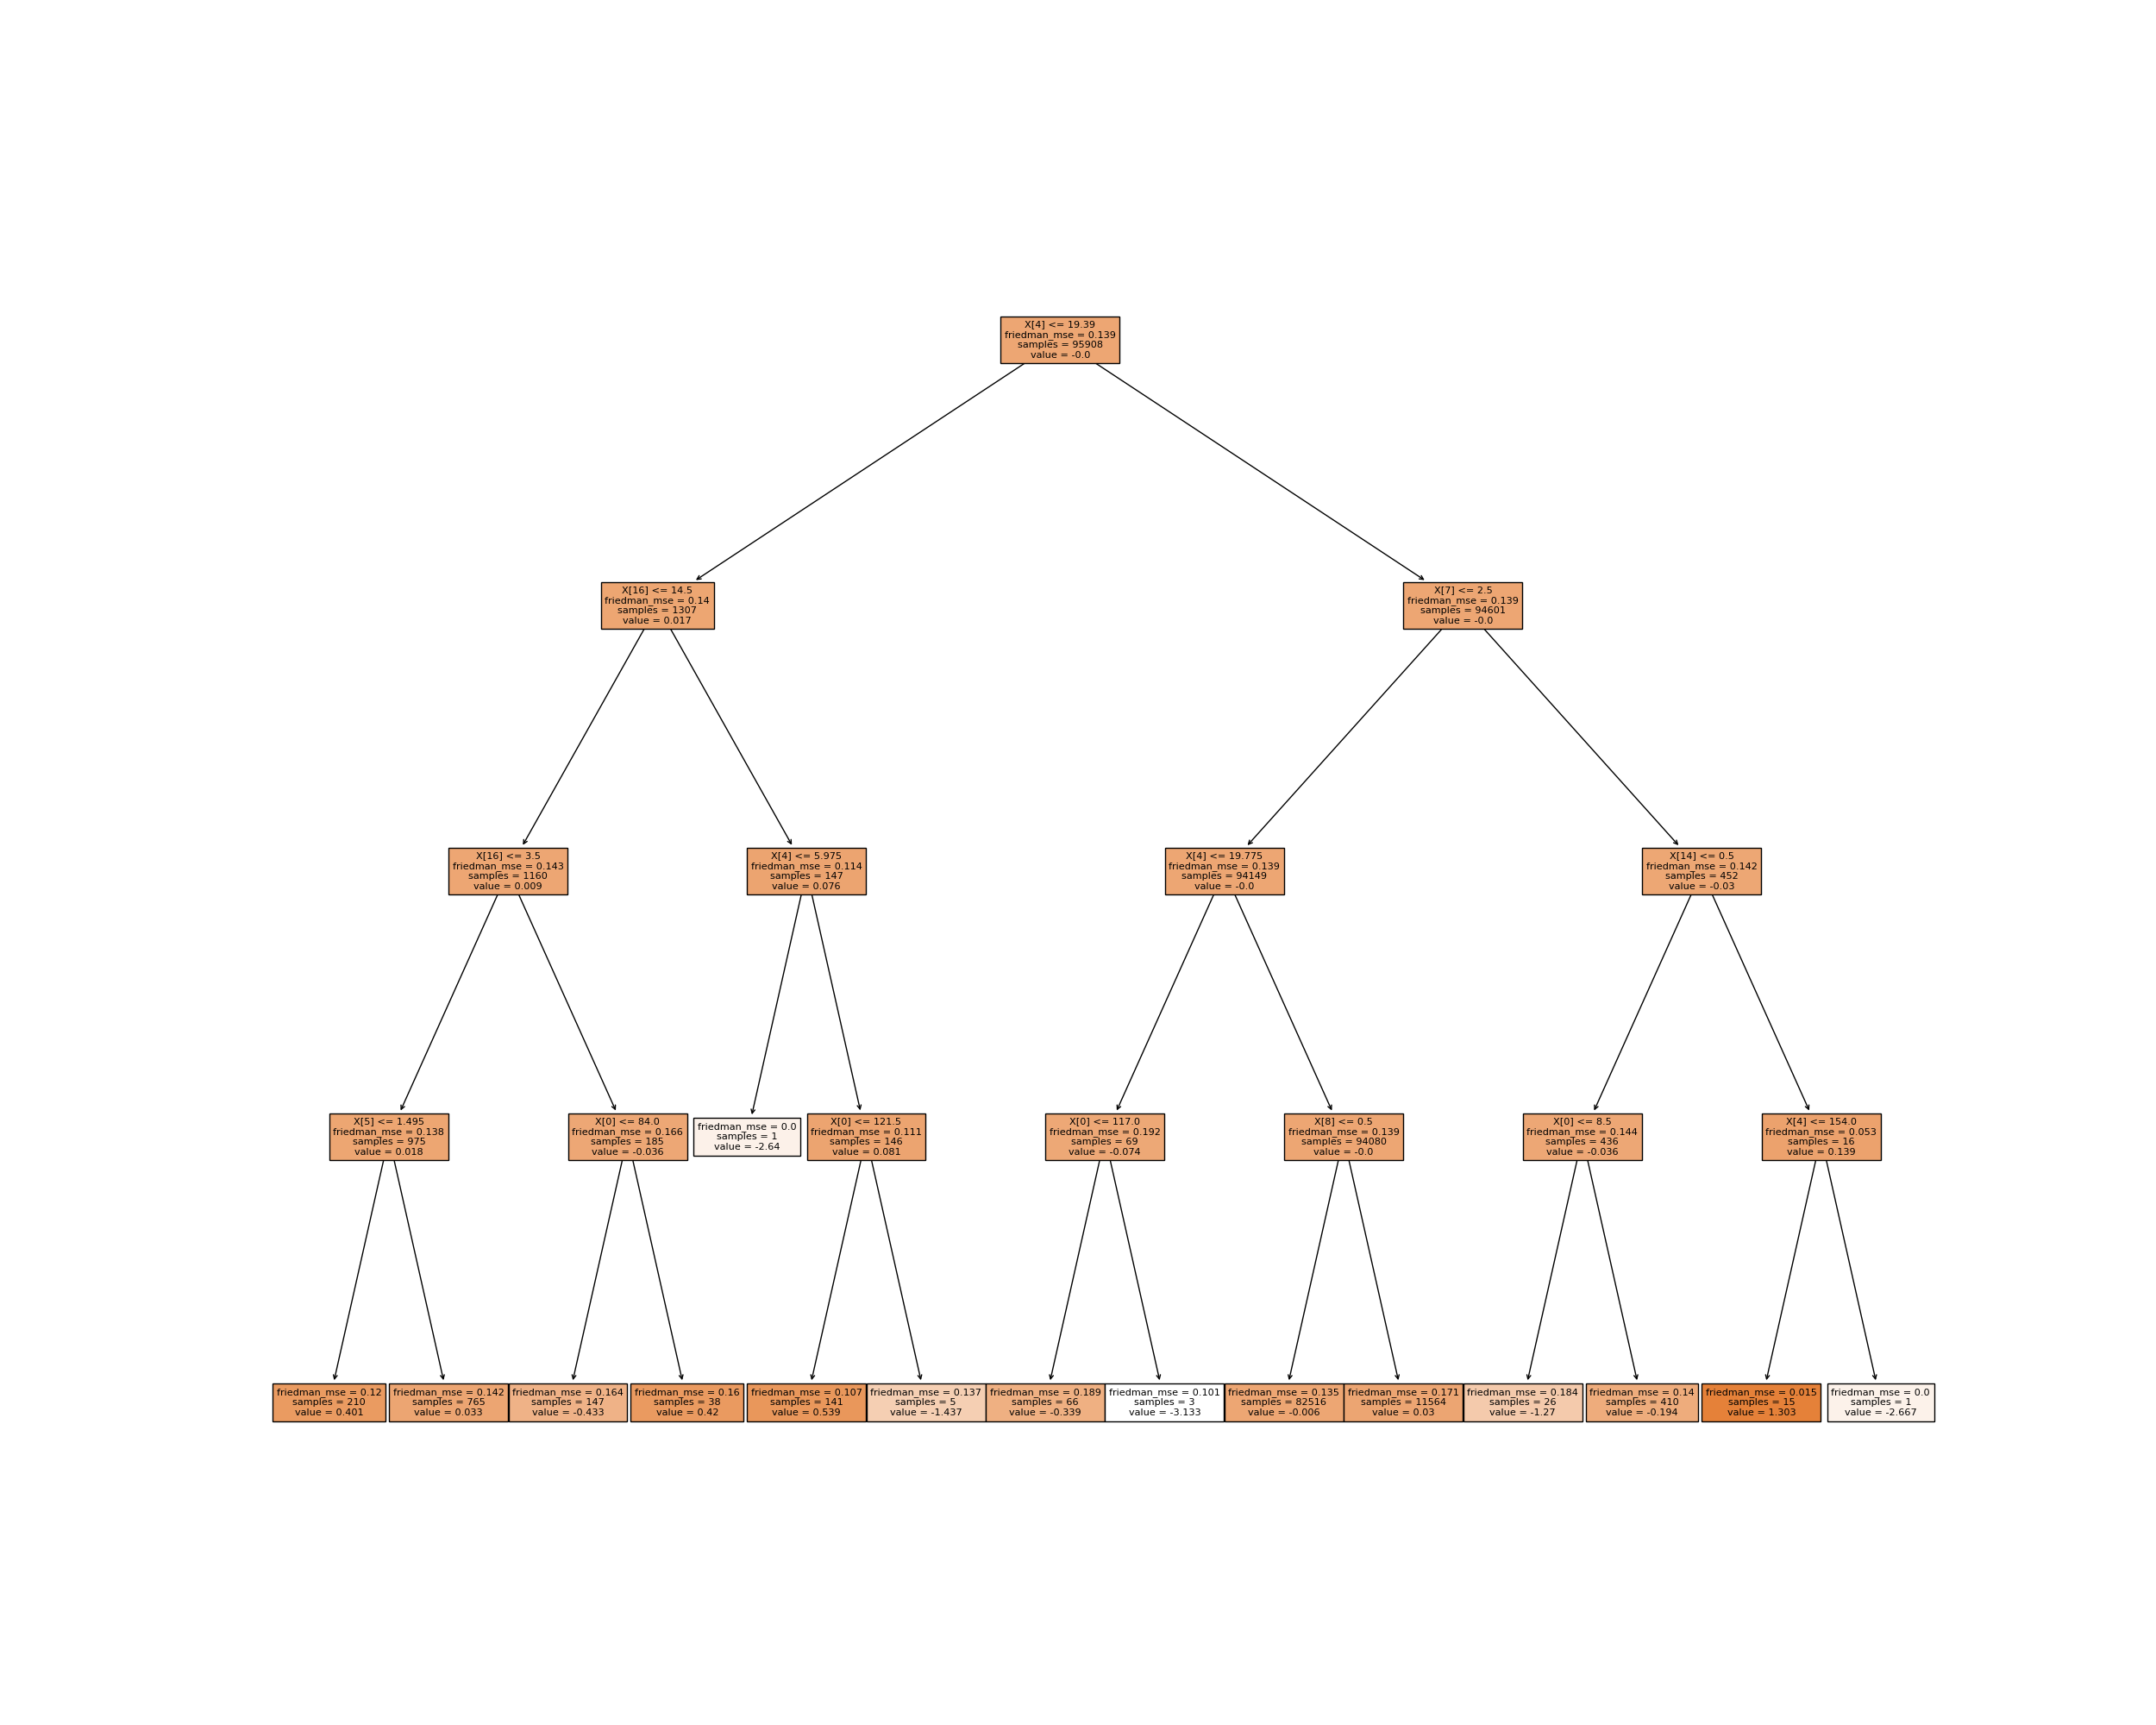 X[4] <= 19.39
friedman_mse = 0.139
samples = 95908
value = -0.0
X[16] <= 14.5
friedman_mse = 0.14
samples = 1307
value = 0.017
X[7] <= 2.5
friedman_mse = 0.139
samples = 94601
value = -0.0
X[16] <= 3.5
friedman_mse = 0.143
samples = 1160
value = 0.009
X[4] <= 5.975
friedman_mse = 0.114
samples = 147
value = 0.076
X[4] <= 19.775
friedman_mse = 0.139
samples = 94149
value = -0.0
X[14] <= 0.5
friedman_mse = 0.142
samples = 452
value = -0.03
X[5] <= 1.495
friedman_mse = 0.138
samples = 975
value = 0.018
X[0] <= 84.0
friedman_mse = 0.166
samples = 185
value = -0.036
friedman_mse = 0.0
samples = 1
value = -2.64
X[0] <= 121.5
friedman_mse = 0.111
samples = 146
value = 0.081
X[0] <= 117.0
friedman_mse = 0.192
samples = 69
value = -0.074
X[8] <= 0.5
friedman_mse = 0.139
samples = 94080
value = -0.0
X[0] <= 8.5
friedman_mse = 0.144
samples = 436
value = -0.036
X[4] <= 154.0
friedman_mse = 0.053
samples = 16
value = 0.139
friedman_mse = 0.12
samples = 210
value = 0.401
friedman_mse = 0.142
samples = 765
value = 0.033
friedman_mse = 0.164
samples = 147
value = -0.433
friedman_mse = 0.16
samples = 38
value = 0.42
friedman_mse = 0.107
samples = 141
value = 0.539
friedman_mse = 0.137
samples = 5
value = -1.437
friedman_mse = 0.189
samples = 66
value = -0.339
friedman_mse = 0.101
samples = 3
value = -3.133
friedman_mse = 0.135
samples = 82516
value = -0.006
friedman_mse = 0.171
samples = 11564
value = 0.03
friedman_mse = 0.184
samples = 26
value = -1.27
friedman_mse = 0.14
samples = 410
value = -0.194
friedman_mse = 0.015
samples = 15
value = 1.303
friedman_mse = 0.0
samples = 1
value = -2.667